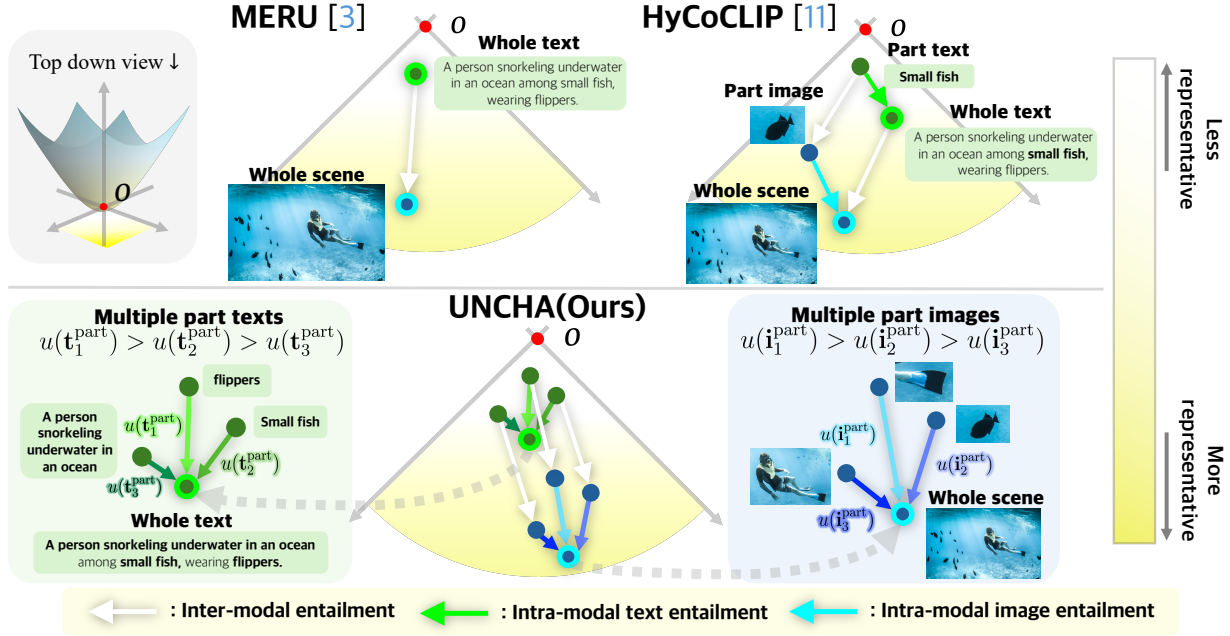 MERU [3]
HyCoCLIP [11]
Top down view ↓
O
O
Whole text
A person snorkeling underwater
in an ocean among small fish,
wearing flippers.
Whole scene
O
Part text
Small fish
Part image
Whole text
A person snorkeling underwater
in an ocean among small fish,
wearing flippers.
Whole scene
Less
representative
More
representative
UNCHA(Ours)
O
Multiple part texts
u(t₁^part) > u(t₂^part) > u(t₃^part)
flippers
A person
snorkeling
underwater in
an ocean
u(t₁^part)
Small fish
u(t₂^part)
u(t₃^part)
Whole text
A person snorkeling underwater in an ocean
among small fish, wearing flippers.
Multiple part images
u(i₁^part) > u(i₂^part) > u(i₃^part)
u(i₁^part)
u(i₂^part)
u(i₃^part)
Whole scene
: Inter-modal entailment
: Intra-modal text entailment
: Intra-modal image entailment